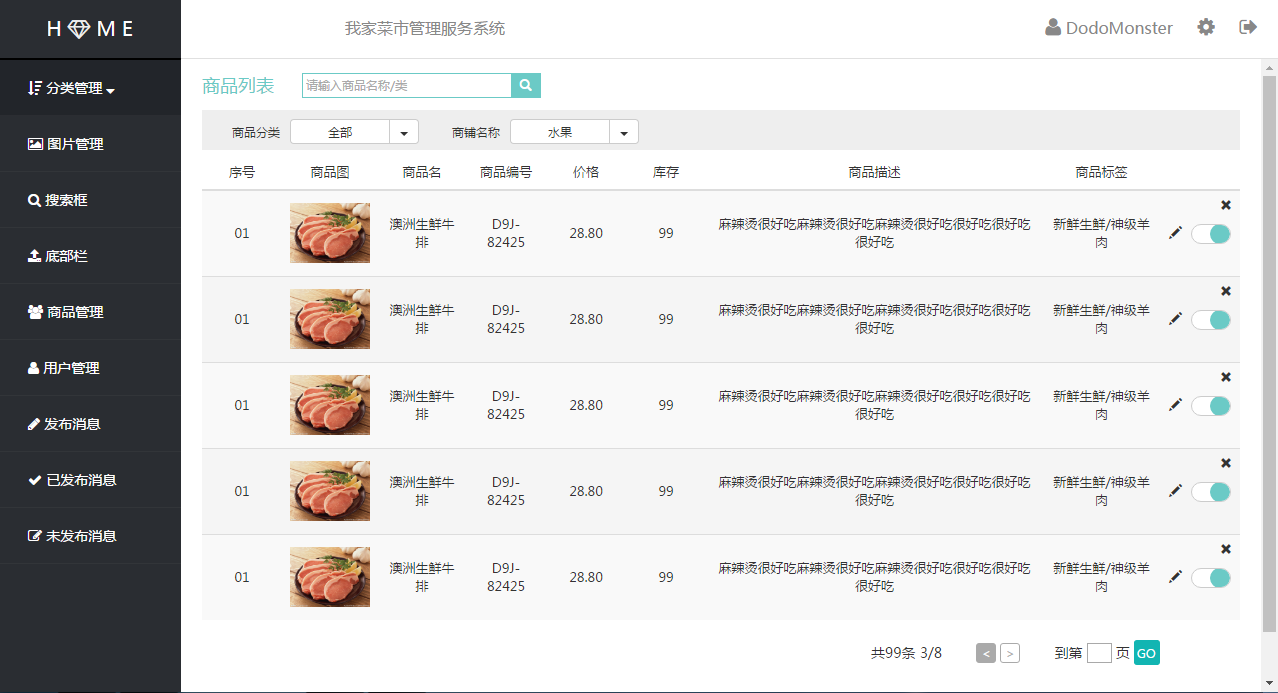 H ME
我家菜市管理服务系统
DodoMonster
分类管理
图片管理
搜索框
底部栏
商品管理
用户管理
发布消息
已发布消息
未发布消息
商品列表
请输入商品名称/类
商品分类 全部 商铺名称 水果
序号 商品图 商品名 商品编号 价格 库存 商品描述 商品标签
01 澳洲生鲜牛 D9J- 28.80 99 麻辣烫很好吃麻辣烫很好吃麻辣烫很好吃很好吃很好吃 新鲜生鲜/神级羊
排 82425 很好吃 肉
01 澳洲生鲜牛 D9J- 28.80 99 麻辣烫很好吃麻辣烫很好吃麻辣烫很好吃很好吃很好吃 新鲜生鲜/神级羊
排 82425 很好吃 肉
01 澳洲生鲜牛 D9J- 28.80 99 麻辣烫很好吃麻辣烫很好吃麻辣烫很好吃很好吃很好吃 新鲜生鲜/神级羊
排 82425 很好吃 肉
01 澳洲生鲜牛 D9J- 28.80 99 麻辣烫很好吃麻辣烫很好吃麻辣烫很好吃很好吃很好吃 新鲜生鲜/神级羊
排 82425 很好吃 肉
01 澳洲生鲜牛 D9J- 28.80 99 麻辣烫很好吃麻辣烫很好吃麻辣烫很好吃很好吃很好吃 新鲜生鲜/神级羊
排 82425 很好吃 肉
共99条 3/8 < > 到第 页 GO